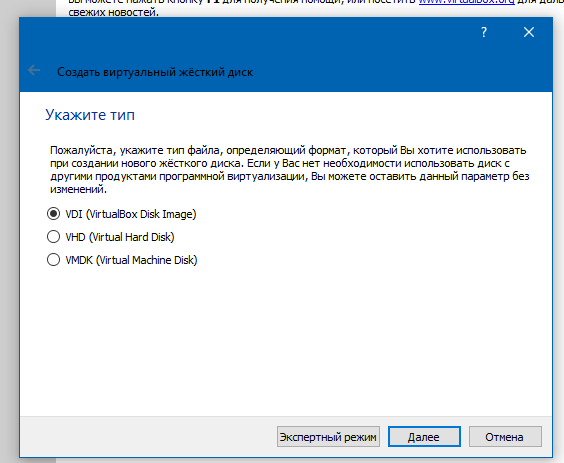 Вы можете нажать кнопку F1 для получения помощи, или посетить www.virtualbox.org для
свежих новостей.
?
Создать виртуальный жёсткий диск
Укажите тип
Пожалуйста, укажите тип файла, определяющий формат, который Вы хотите использовать
при создании нового жёсткого диска. Если у Вас нет необходимости использовать диск с
другими продуктами программной виртуализации, Вы можете оставить данный параметр без
изменений.
VDI (VirtualBox Disk Image)
VHD (Virtual Hard Disk)
VMDK (Virtual Machine Disk)
Экспертный режим
Далее
Отмена